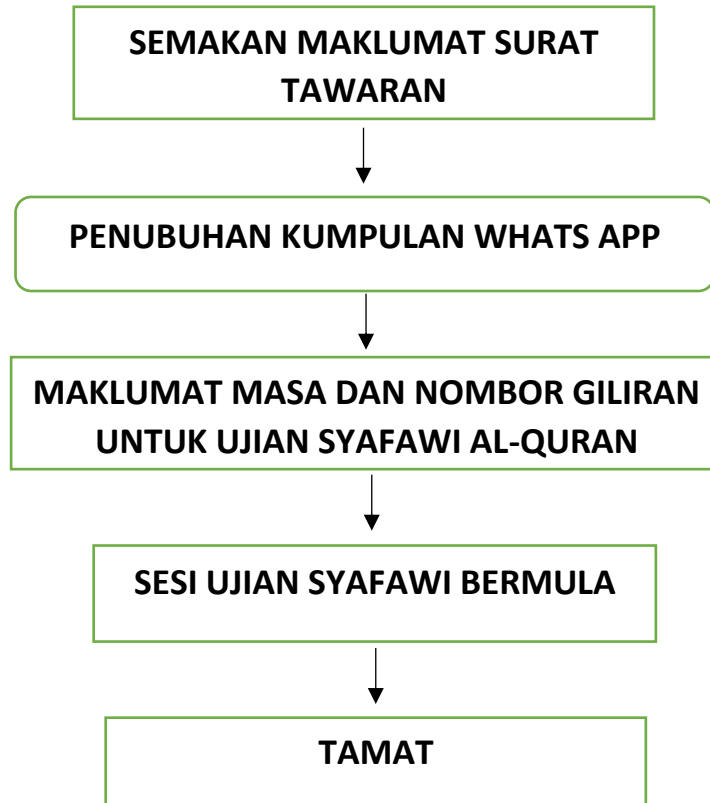 SEMAKAN MAKLUMAT SURAT
TAWARAN
PENUBUHAN KUMPULAN WHATS APP
MAKLUMAT MASA DAN NOMBOR GILIRAN
UNTUK UJIAN SYAFAWI AL-QURAN
SESI UJIAN SYAFAWI BERMULA
TAMAT